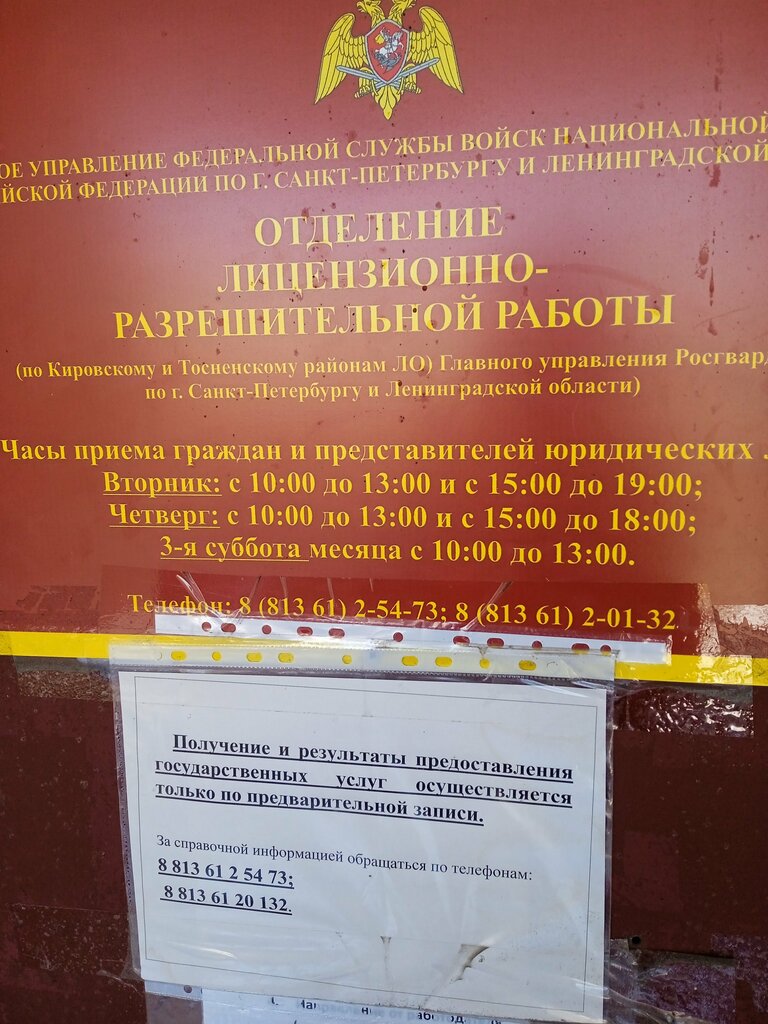 ОЕ УПРАВЛЕНИЕ ФЕДЕРАЛЬНОЙ СЛУЖБЫ ВОЙСК НАЦИОНАЛЬНОЙ
ЙСКОЙ ФЕДЕРАЦИИ ПО Г. САНКТ-ПЕТЕРБУРГУ И ЛЕНИНГРАДСКОЙ
ОТДЕЛЕНИЕ
ЛИЦЕНЗИОННО-
РАЗРЕШИТЕЛЬНОЙ РАБОТЫ
(по Кировскому и Тосненскому районам ЛО) Главного управления Росгвард
по г. Санкт-Петербургу и Ленинградской области)
Часы приема граждан и представителей юридических
Вторник: с 10:00 до 13:00 и с 15:00 до 19:00;
Четверг: с 10:00 до 13:00 и с 15:00 до 18:00;
3-я суббота месяца с 10:00 до 13:00.
Телефон: 8 (813 61) 2-54-73; 8 (813 61) 2-01-32
Получение и результаты предоставления
государственных услуг осуществляется
только по предварительной записи.
За справочной информацией обращаться по телефонам:
8 813 61 2 54 73;
8 813 61 20 132.